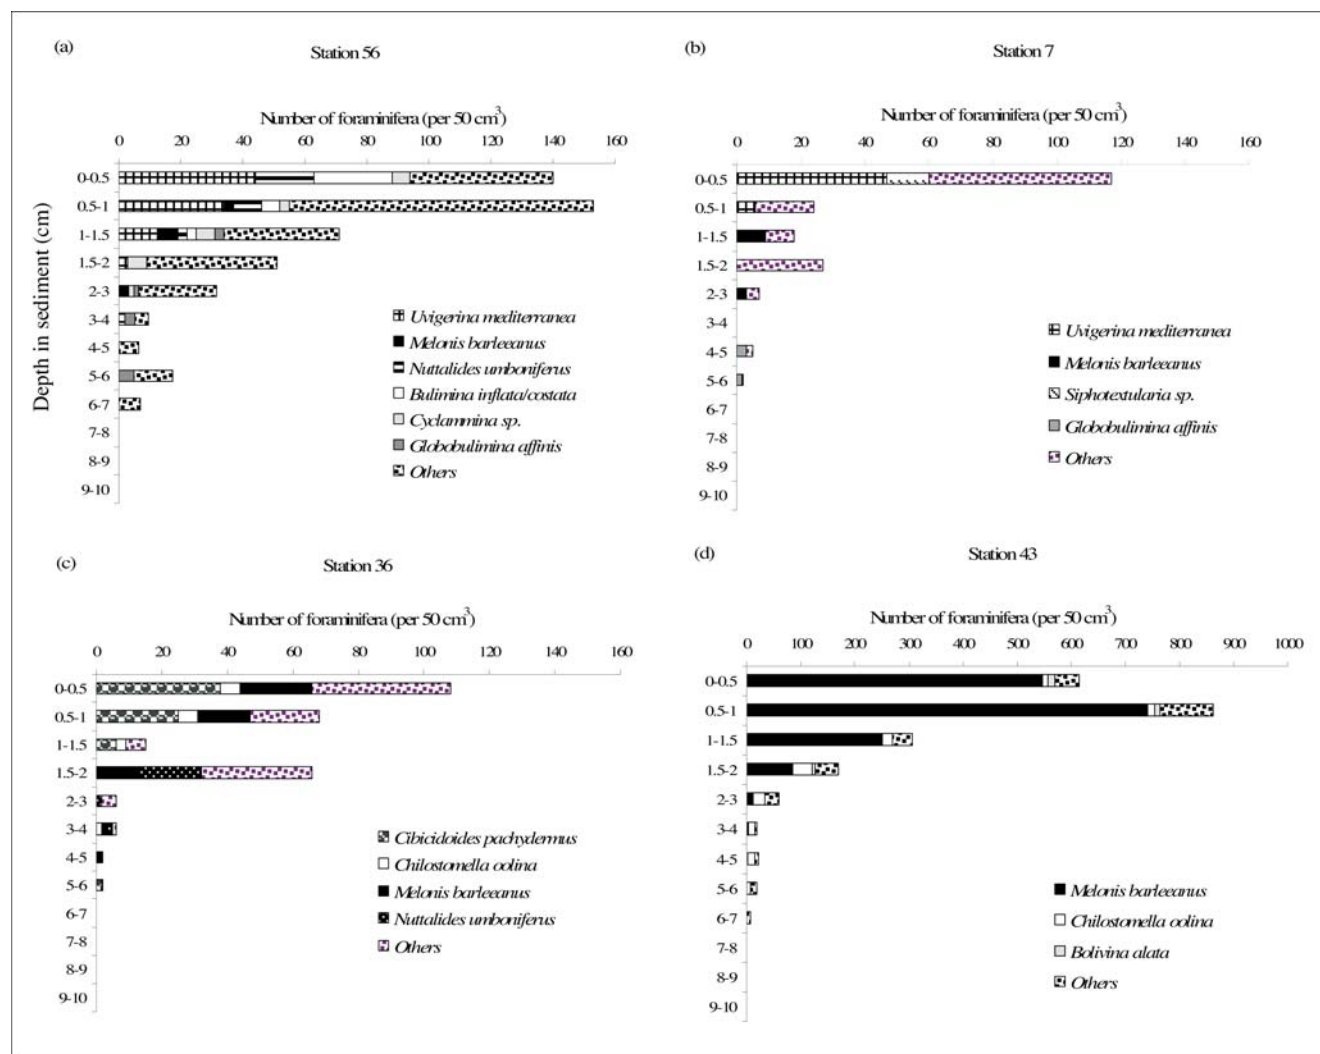 (a)
Station 56
Number of foraminifera (per 50 cm³)
0 20 40 60 80 100 120 140 160
Depth in sediment (cm)
0-0.5
0.5-1
1-1.5
1.5-2
2-3
3-4
4-5
5-6
6-7
7-8
8-9
9-10
Uvigerina mediterranea
Melonis barleeanus
Nuttalides umboniferus
Bulimina inflata/costata
Cyclammina sp.
Globobulimina affinis
Others
(b)
Station 7
Number of foraminifera (per 50 cm³)
0 20 40 60 80 100 120 140 160
0-0.5
0.5-1
1-1.5
1.5-2
2-3
3-4
4-5
5-6
6-7
7-8
8-9
9-10
Uvigerina mediterranea
Melonis barleeanus
Siphotextularia sp.
Globobulimina affinis
Others
(c)
Station 36
Number of foraminifera (per 50 cm³)
0 20 40 60 80 100 120 140 160
0-0.5
0.5-1
1-1.5
1.5-2
2-3
3-4
4-5
5-6
6-7
7-8
8-9
9-10
Cibicidoides pachydermus
Chilostomella oolina
Melonis barleeanus
Nuttalides umboniferus
Others
(d)
Station 43
Number of foraminifera (per 50 cm³)
0 100 200 300 400 500 600 700 800 900 1000
0-0.5
0.5-1
1-1.5
1.5-2
2-3
3-4
4-5
5-6
6-7
7-8
8-9
9-10
Melonis barleeanus
Chilostomella oolina
Bolivina alata
Others